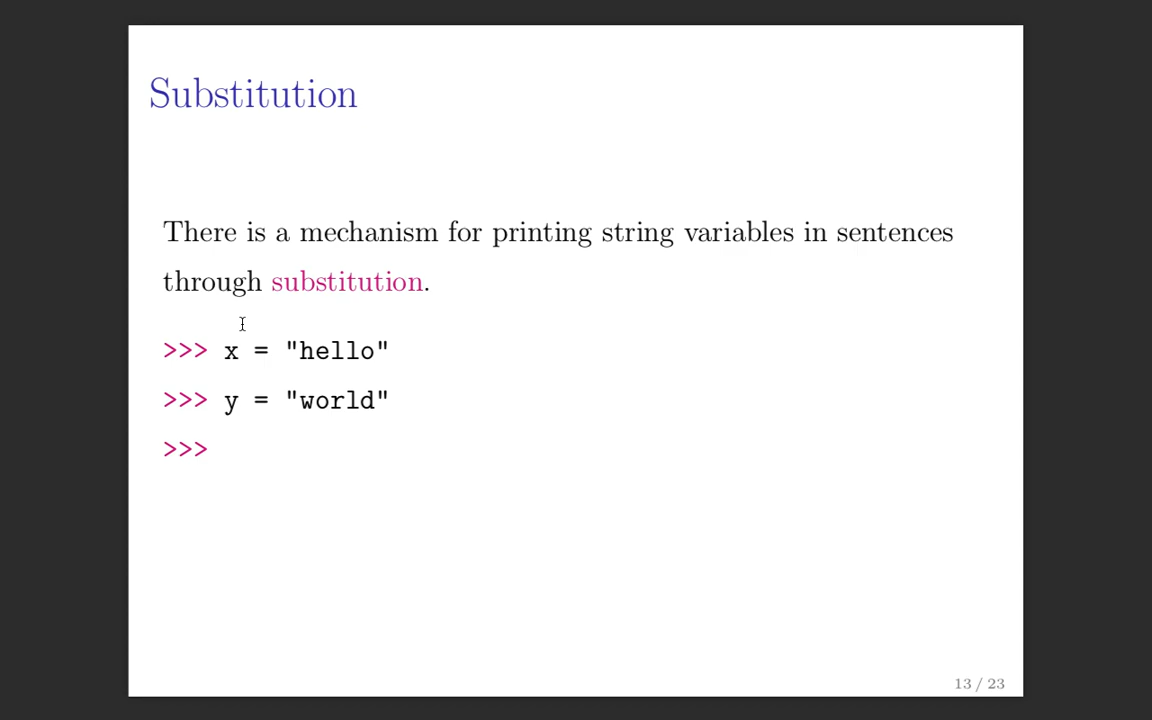 Substitution
There is a mechanism for printing string variables in sentences
through substitution.
>>> x = "hello"
>>> y = "world"
>>>
13 / 23